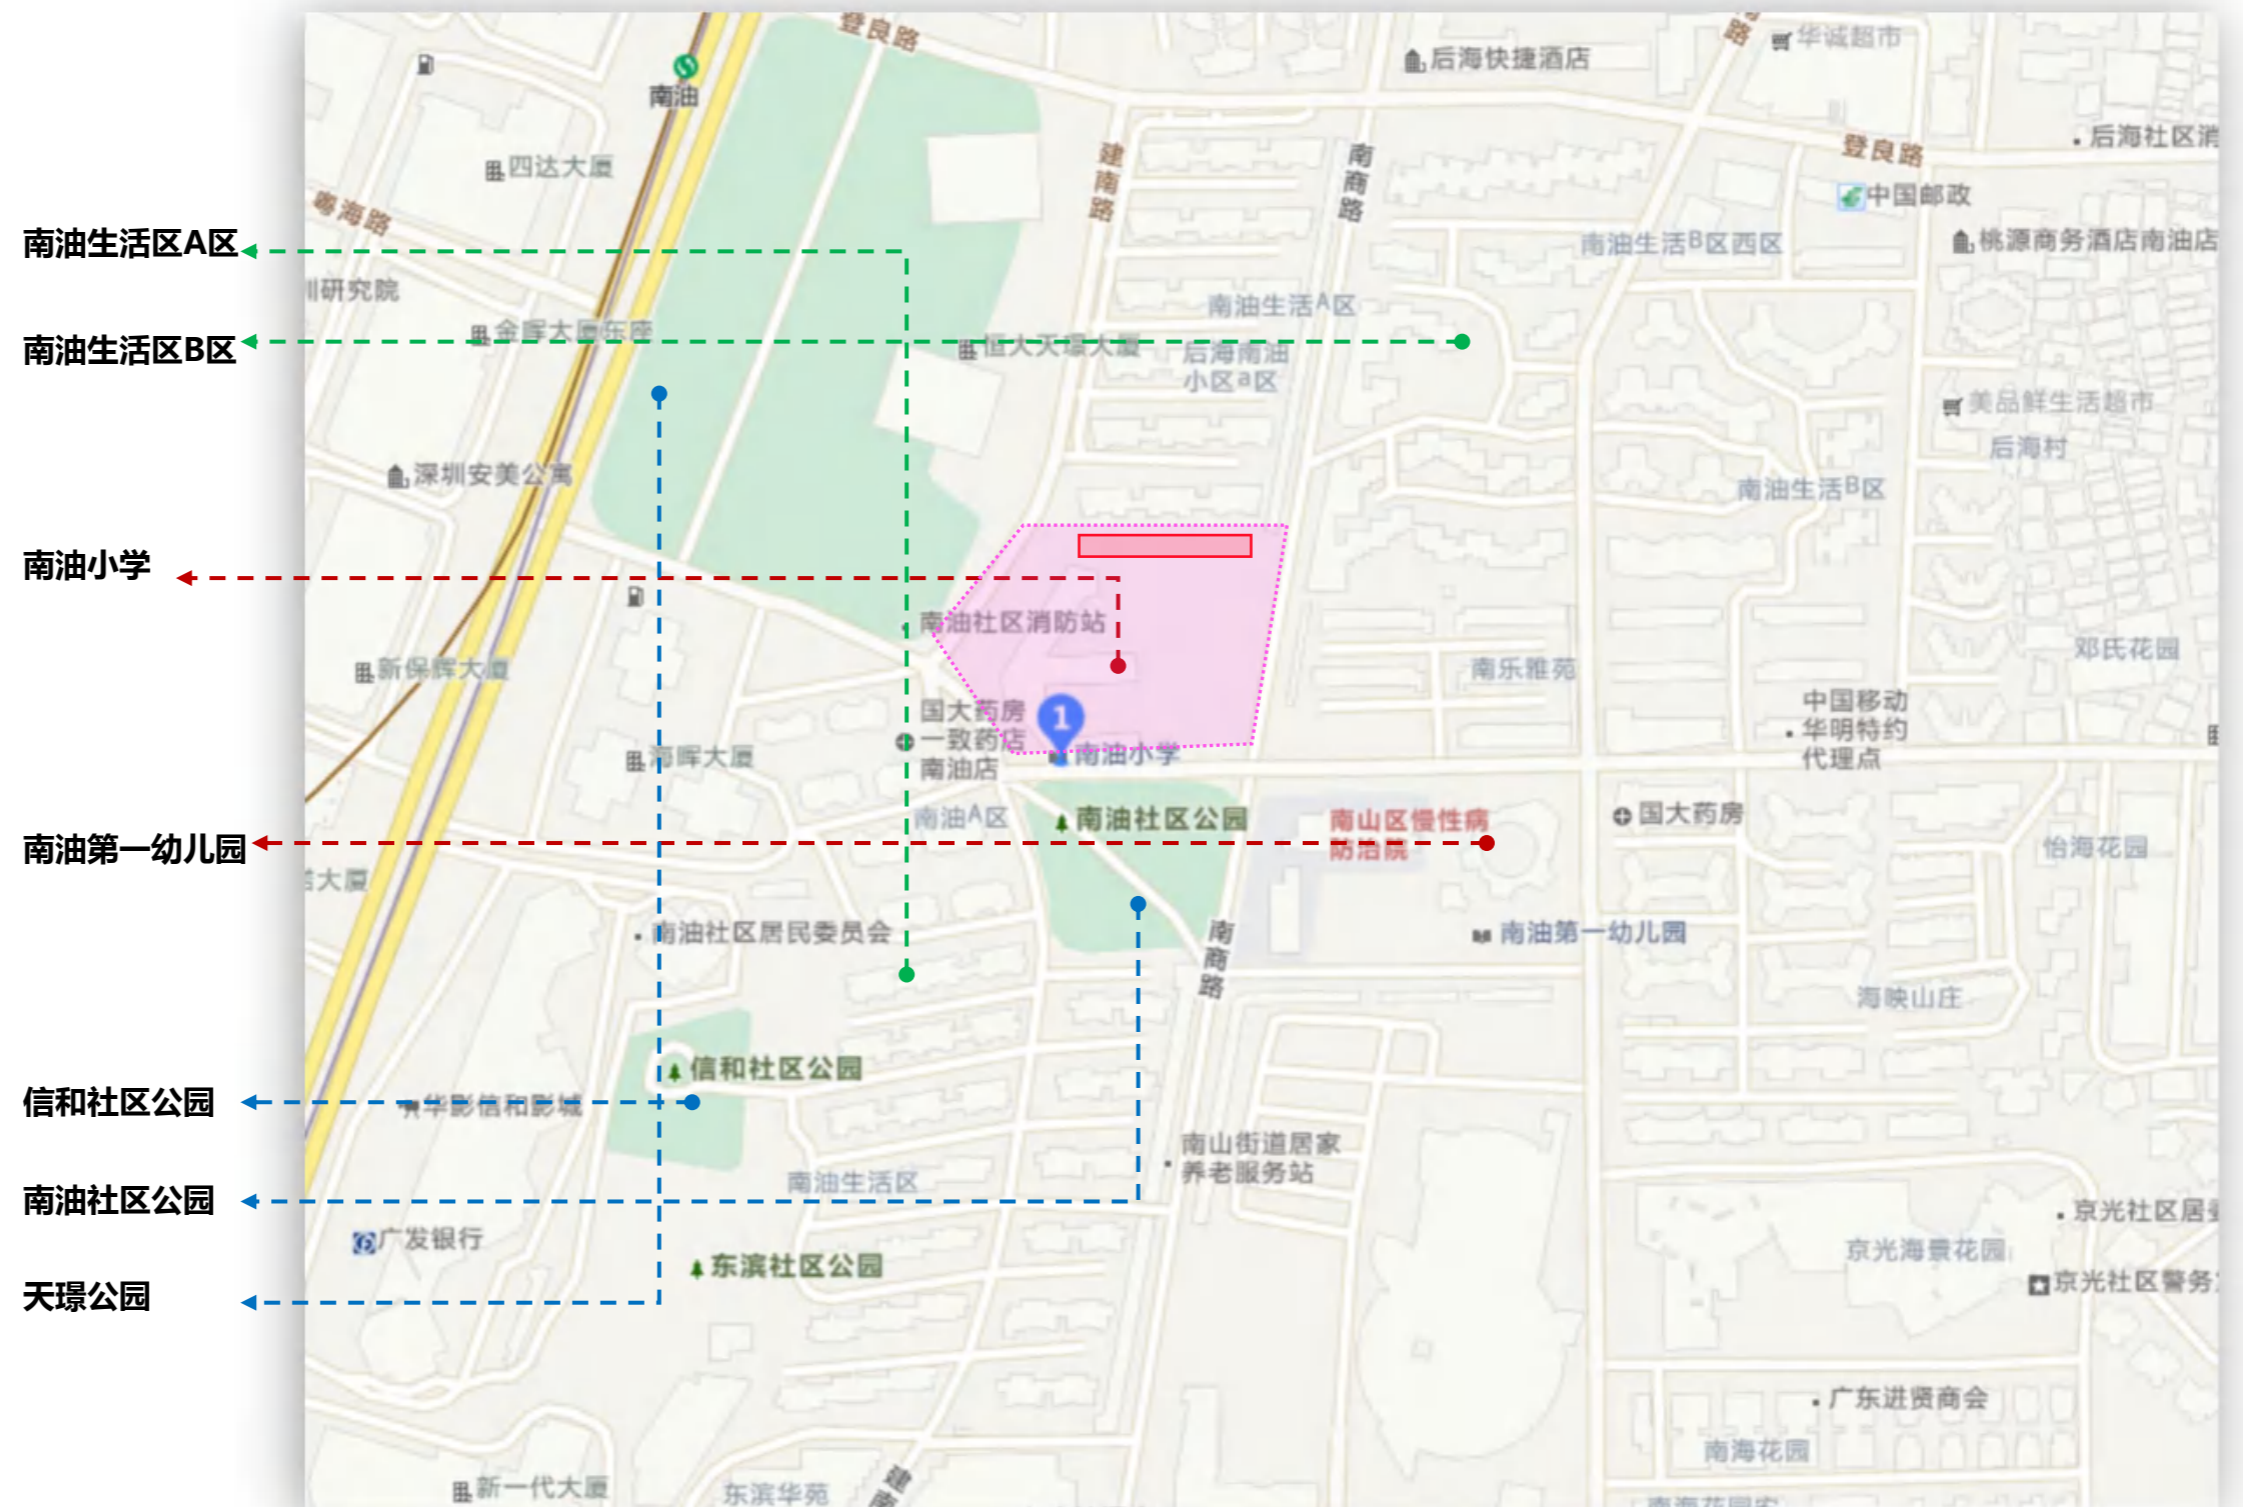 南油生活区A区
南油生活区B区
南油小学
南油第一幼儿园
信和社区公园
南油社区公园
天璟公园
登良路
路
华诚超市
后海快捷酒店
南油
后海社区消
登良路
建南路
南商路
四达大厦
中国邮政
粤海路
南油生活B区西区
桃源商务酒店南油店
研究院
南油生活A区
金晖大厦东座
恒大天璟大厦
后海南油
小区a区
美品鲜生活超市
后海村
深圳安美公寓
南油生活B区
南油社区消防站
邓氏花园
新保辉大厦
南乐雅苑
国大药房
一致药店
南油店
1
南油小学
中国移动
华明特约
代理点
海晖大厦
南油A区
南油社区公园
南山区慢性病
防治院
国大药房
怡海花园
大厦
南油社区居民委员会
南商路
南油第一幼儿园
海映山庄
信和社区公园
华影信和影城
南山街道居家
养老服务站
南油生活区
京光社区居委
广发银行
东滨社区公园
京光海景花园
京光社区警务
广东进贤商会
南海花园
新一代大厦
东滨华苑
建南